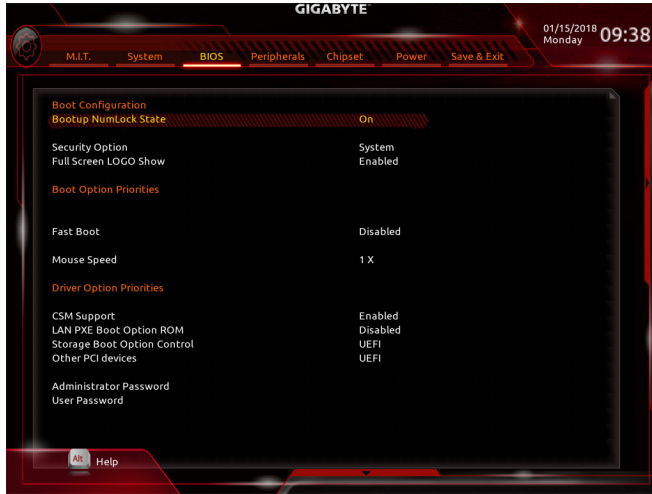 GIGABYTE™
01/15/2018 09:38
Monday
M.I.T. System BIOS Peripherals Chipset Power Save & Exit
Boot Configuration
Bootup NumLock State On
Security Option System
Full Screen LOGO Show Enabled
Boot Option Priorities
Fast Boot Disabled
Mouse Speed 1 X
Driver Option Priorities
CSM Support Enabled
LAN PXE Boot Option ROM Disabled
Storage Boot Option Control UEFI
Other PCI devices UEFI
Administrator Password
User Password
Alt Help